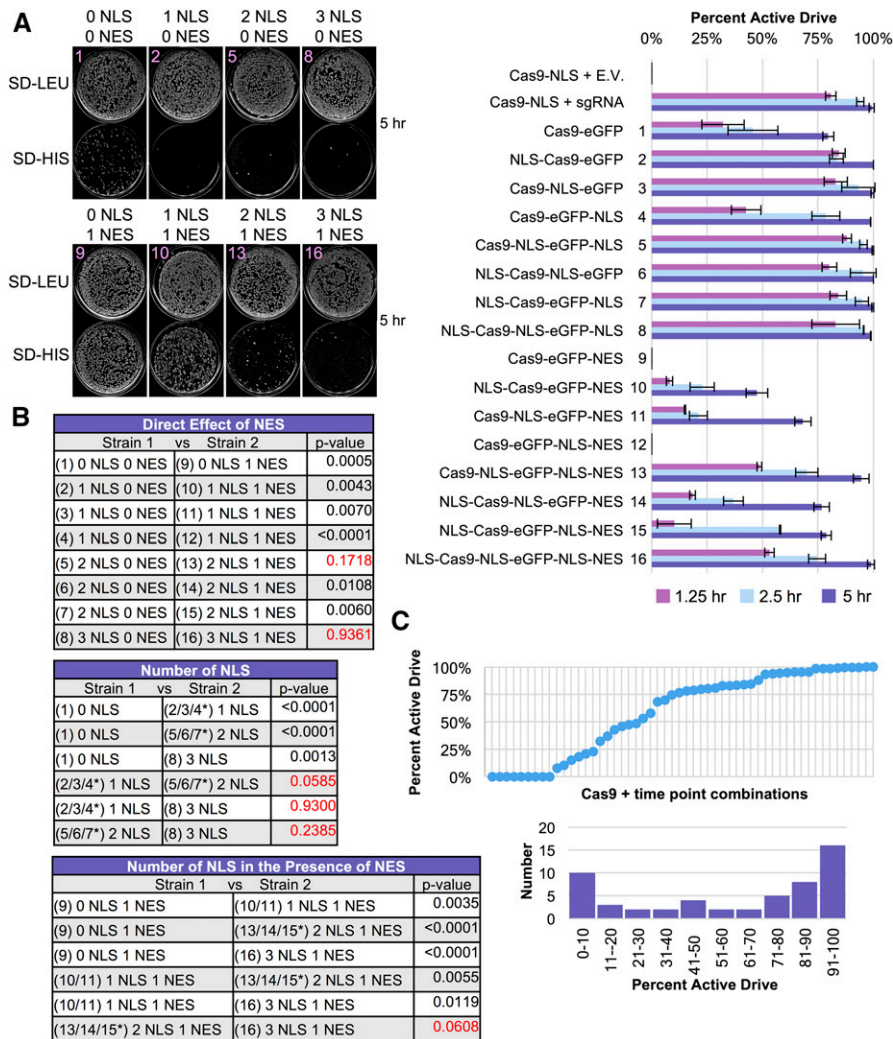 A
0 NLS 1 NLS 2 NLS 3 NLS
0 NES 0 NES 0 NES 0 NES
1 2 5 8
SD-LEU
SD-HIS
5 hr
0 NLS 1 NLS 2 NLS 3 NLS
1 NES 1 NES 1 NES 1 NES
9 10 13 16
SD-LEU
SD-HIS
5 hr
Percent Active Drive
0% 25% 50% 75% 100%
Cas9-NLS + E.V.
Cas9-NLS + sgRNA
Cas9-eGFP 1
NLS-Cas9-eGFP 2
Cas9-NLS-eGFP 3
Cas9-eGFP-NLS 4
Cas9-NLS-eGFP-NLS 5
NLS-Cas9-NLS-eGFP 6
NLS-Cas9-eGFP-NLS 7
NLS-Cas9-NLS-eGFP-NLS 8
Cas9-eGFP-NES 9
NLS-Cas9-eGFP-NES 10
Cas9-NLS-eGFP-NES 11
Cas9-eGFP-NLS-NES 12
Cas9-NLS-eGFP-NLS-NES 13
NLS-Cas9-NLS-eGFP-NES 14
NLS-Cas9-eGFP-NLS-NES 15
NLS-Cas9-NLS-eGFP-NLS-NES 16
1.25 hr 2.5 hr 5 hr
B
Direct Effect of NES
Strain 1 vs Strain 2 p-value
(1) 0 NLS 0 NES (9) 0 NLS 1 NES 0.0005
(2) 1 NLS 0 NES (10) 1 NLS 1 NES 0.0043
(3) 1 NLS 0 NES (11) 1 NLS 1 NES 0.0070
(4) 1 NLS 0 NES (12) 1 NLS 1 NES <0.0001
(5) 2 NLS 0 NES (13) 2 NLS 1 NES 0.1718
(6) 2 NLS 0 NES (14) 2 NLS 1 NES 0.0108
(7) 2 NLS 0 NES (15) 2 NLS 1 NES 0.0060
(8) 3 NLS 0 NES (16) 3 NLS 1 NES 0.9361
Number of NLS
Strain 1 vs Strain 2 p-value
(1) 0 NLS (2/3/4*) 1 NLS <0.0001
(1) 0 NLS (5/6/7*) 2 NLS <0.0001
(1) 0 NLS (8) 3 NLS 0.0013
(2/3/4*) 1 NLS (5/6/7*) 2 NLS 0.0585
(2/3/4*) 1 NLS (8) 3 NLS 0.9300
(5/6/7*) 2 NLS (8) 3 NLS 0.2385
Number of NLS in the Presence of NES
Strain 1 vs Strain 2 p-value
(9) 0 NLS 1 NES (10/11) 1 NLS 1 NES 0.0035
(9) 0 NLS 1 NES (13/14/15*) 2 NLS 1 NES <0.0001
(9) 0 NLS 1 NES (16) 3 NLS 1 NES <0.0001
(10/11) 1 NLS 1 NES (13/14/15*) 2 NLS 1 NES 0.0055
(10/11) 1 NLS 1 NES (16) 3 NLS 1 NES 0.0119
(13/14/15*) 2 NLS 1 NES (16) 3 NLS 1 NES 0.0608
C
Percent Active Drive
100%
75%
50%
25%
0%
Cas9 + time point combinations
Number
20
15
10
5
0
0-10 11--20 21-30 31-40 41-50 51-60 61-70 71-80 81-90 91-100
Percent Active Drive